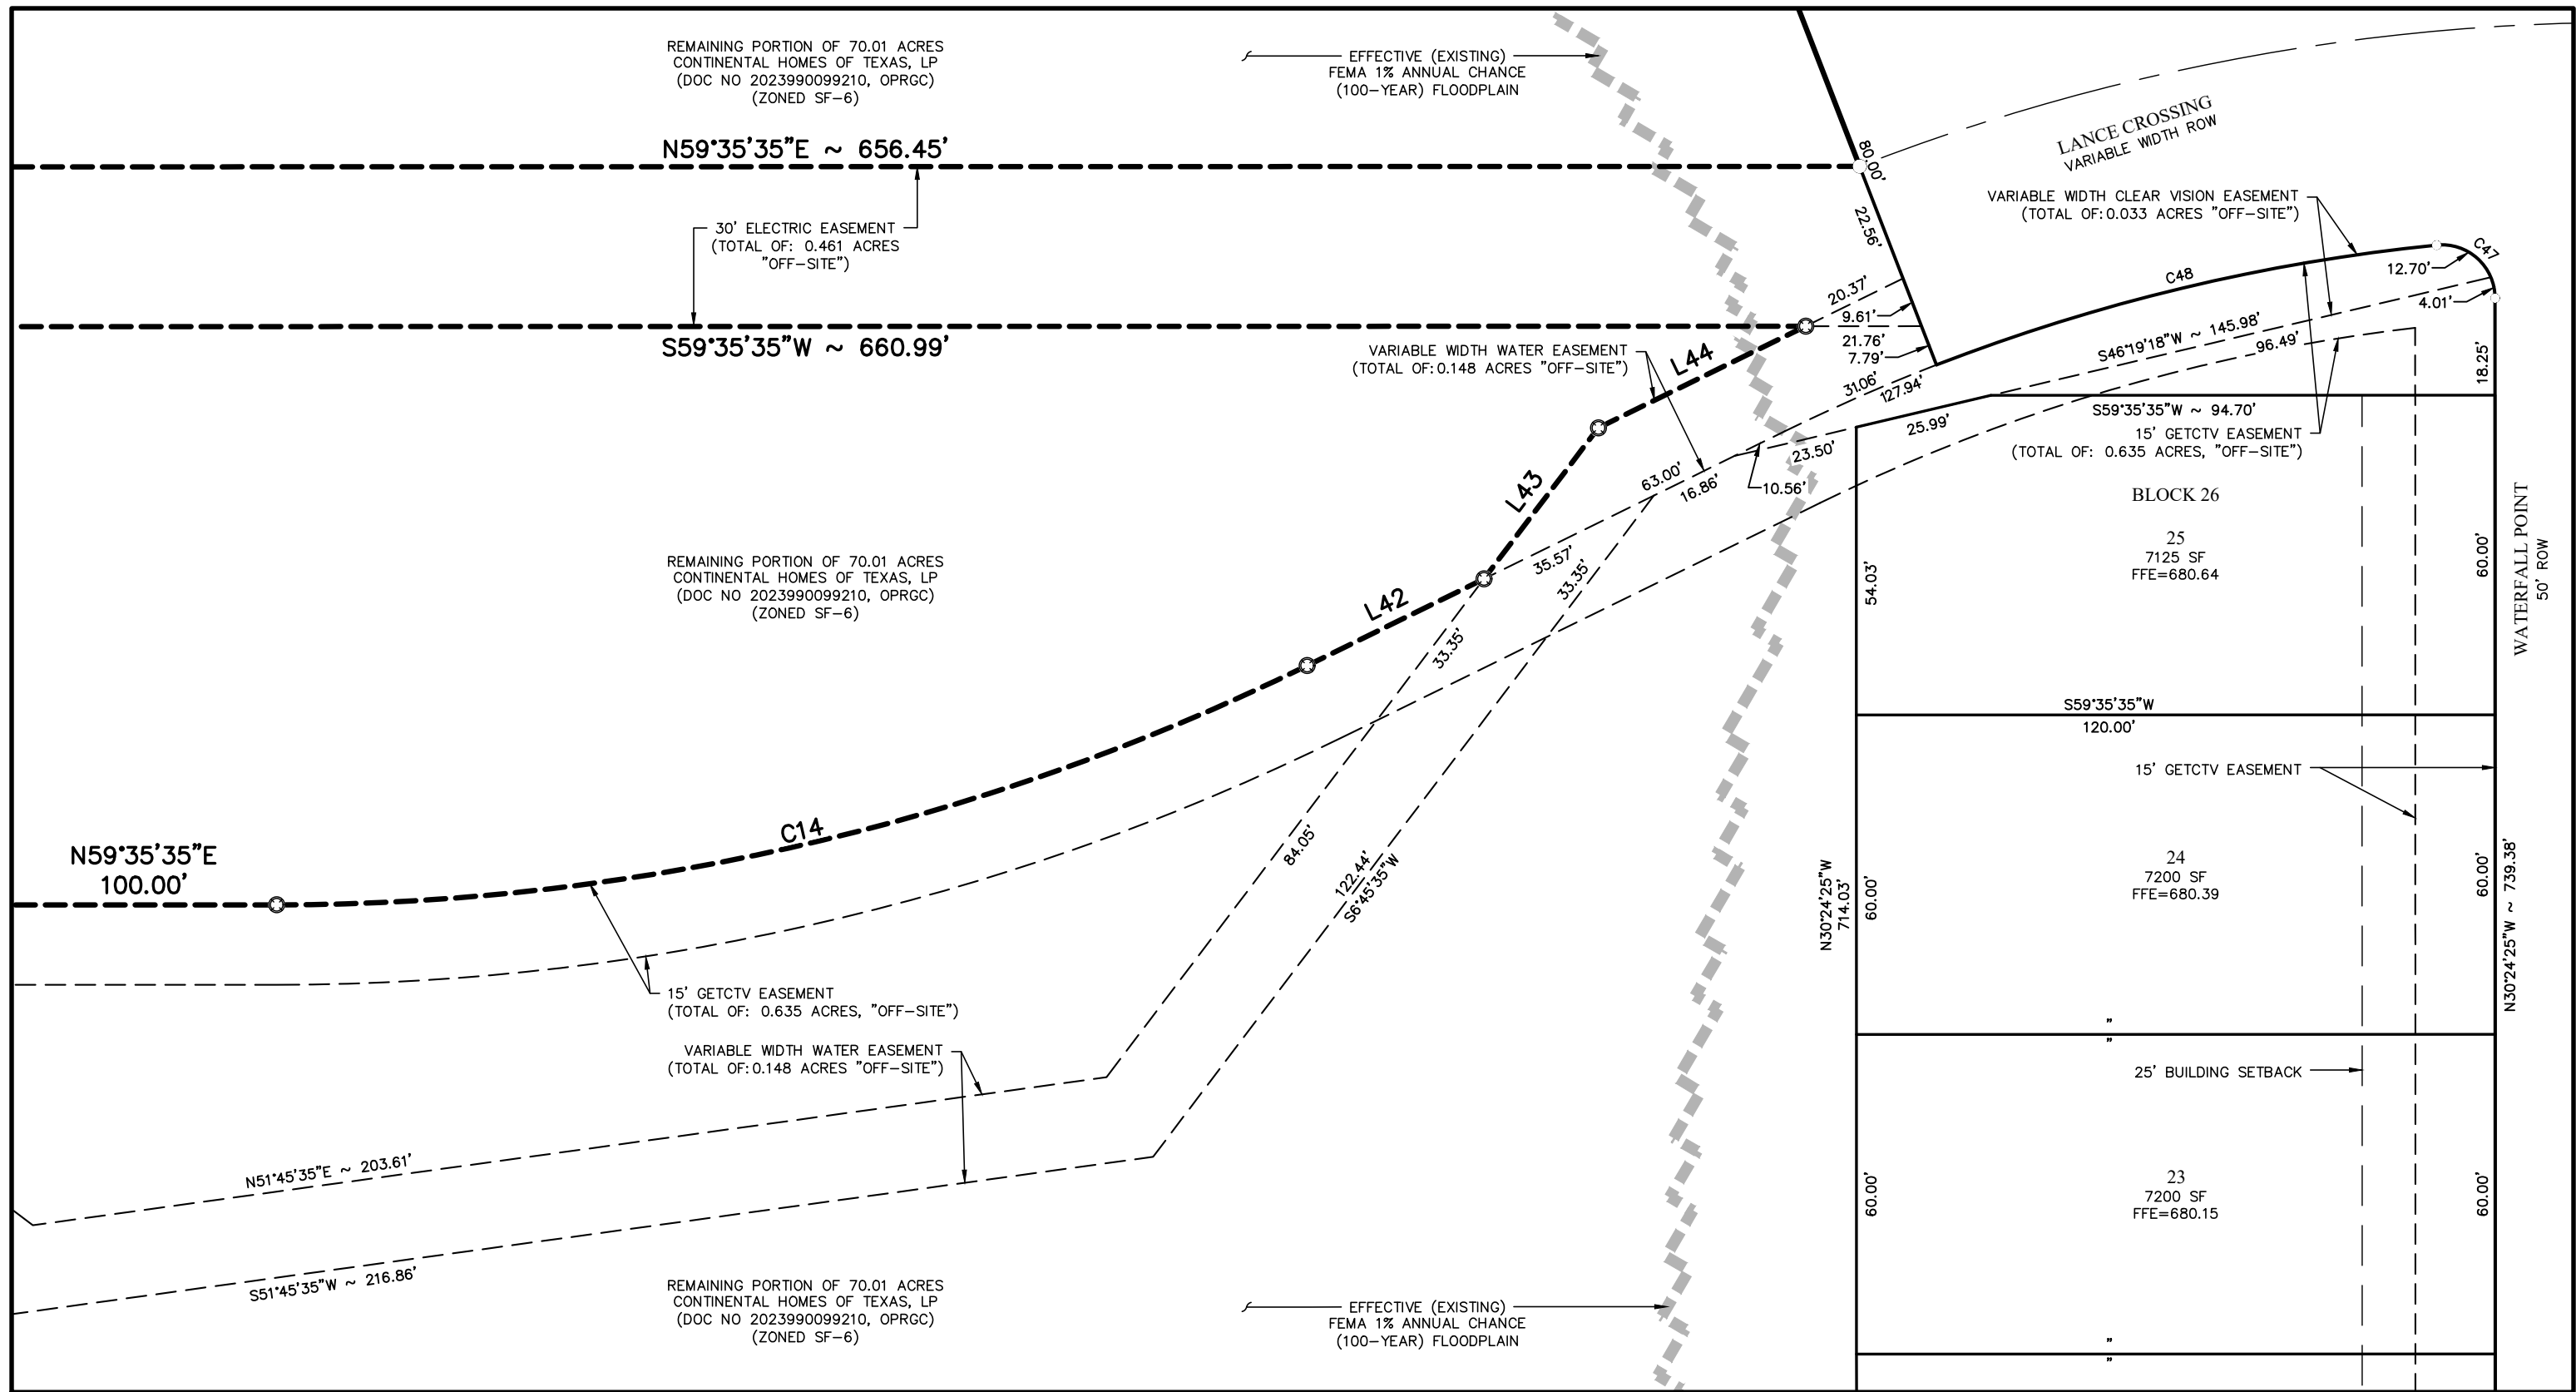 REMAINING PORTION OF 70.01 ACRES
CONTINENTAL HOMES OF TEXAS, LP
(DOC NO 2023990099210, OPRGC)
(ZONED SF-6)
EFFECTIVE (EXISTING)
FEMA 1% ANNUAL CHANCE
(100-YEAR) FLOODPLAIN
LANCE CROSSING
VARIABLE WIDTH ROW
N59°35'35"E ~ 656.45'
80.00'
22.56'
VARIABLE WIDTH CLEAR VISION EASEMENT
(TOTAL OF: 0.033 ACRES "OFF-SITE")
30' ELECTRIC EASEMENT
(TOTAL OF: 0.461 ACRES
"OFF-SITE")
C47
12.70'
C48
4.01'
20.37'
9.61'
21.76'
7.79'
S59°35'35"W ~ 660.99'
VARIABLE WIDTH WATER EASEMENT
(TOTAL OF: 0.148 ACRES "OFF-SITE")
L44
S46°19'18"W ~ 145.98'
96.49'
18.25'
31.06'
127.94'
S59°35'35"W ~ 94.70'
25.99'
15' GETCTV EASEMENT
(TOTAL OF: 0.635 ACRES, "OFF-SITE")
23.50'
10.56'
63.00'
16.86'
L43
35.57'
33.35'
33.35'
L42
BLOCK 26
25
7125 SF
FFE=680.64
54.03'
60.00'
WATERFALL POINT
50' ROW
REMAINING PORTION OF 70.01 ACRES
CONTINENTAL HOMES OF TEXAS, LP
(DOC NO 2023990099210, OPRGC)
(ZONED SF-6)
S59°35'35"W
120.00'
15' GETCTV EASEMENT
C14
84.05'
122.44'
S6°45'35"W
N59°35'35"E
100.00'
N30°24'25"W
714.03'
60.00'
24
7200 SF
FFE=680.39
60.00'
N30°24'25"W ~ 739.38'
15' GETCTV EASEMENT
(TOTAL OF: 0.635 ACRES, "OFF-SITE")
"
"
VARIABLE WIDTH WATER EASEMENT
(TOTAL OF: 0.148 ACRES "OFF-SITE")
25' BUILDING SETBACK
N51°45'35"E ~ 203.61'
60.00'
23
7200 SF
FFE=680.15
60.00'
S51°45'35"W ~ 216.86'
REMAINING PORTION OF 70.01 ACRES
CONTINENTAL HOMES OF TEXAS, LP
(DOC NO 2023990099210, OPRGC)
(ZONED SF-6)
EFFECTIVE (EXISTING)
FEMA 1% ANNUAL CHANCE
(100-YEAR) FLOODPLAIN
"
"